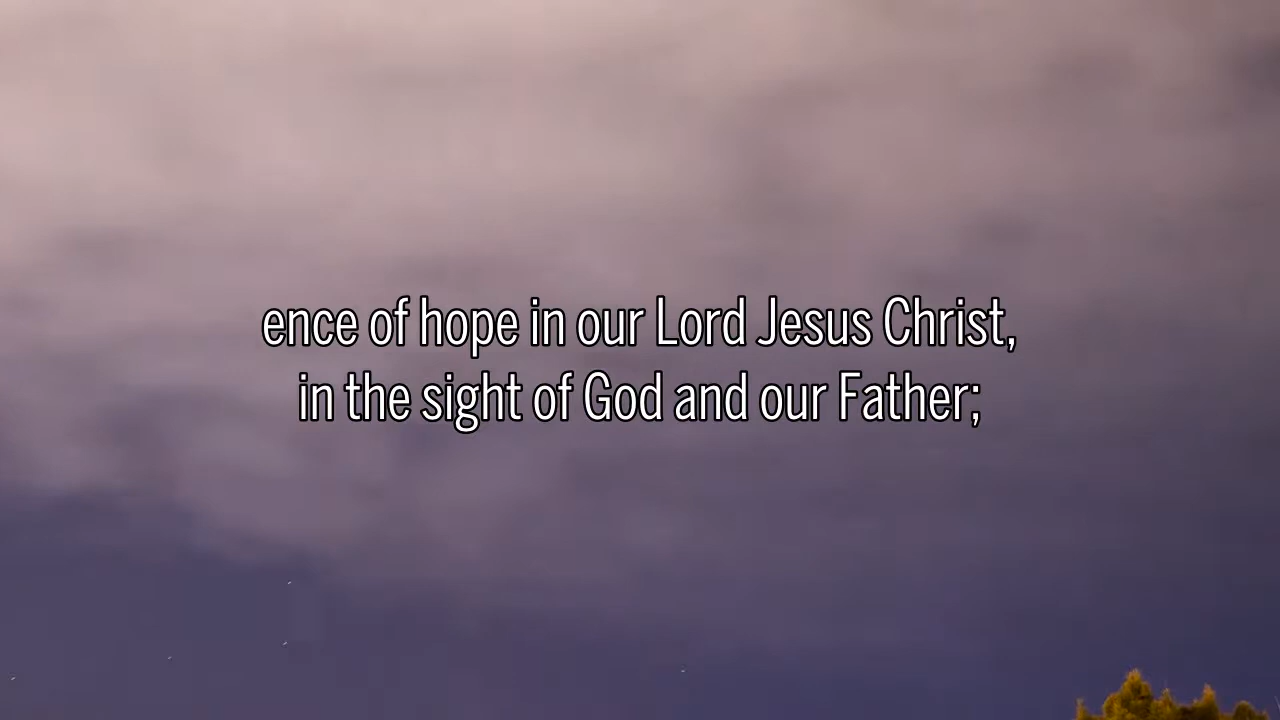 ence of hope in our Lord Jesus Christ,
in the sight of God and our Father;